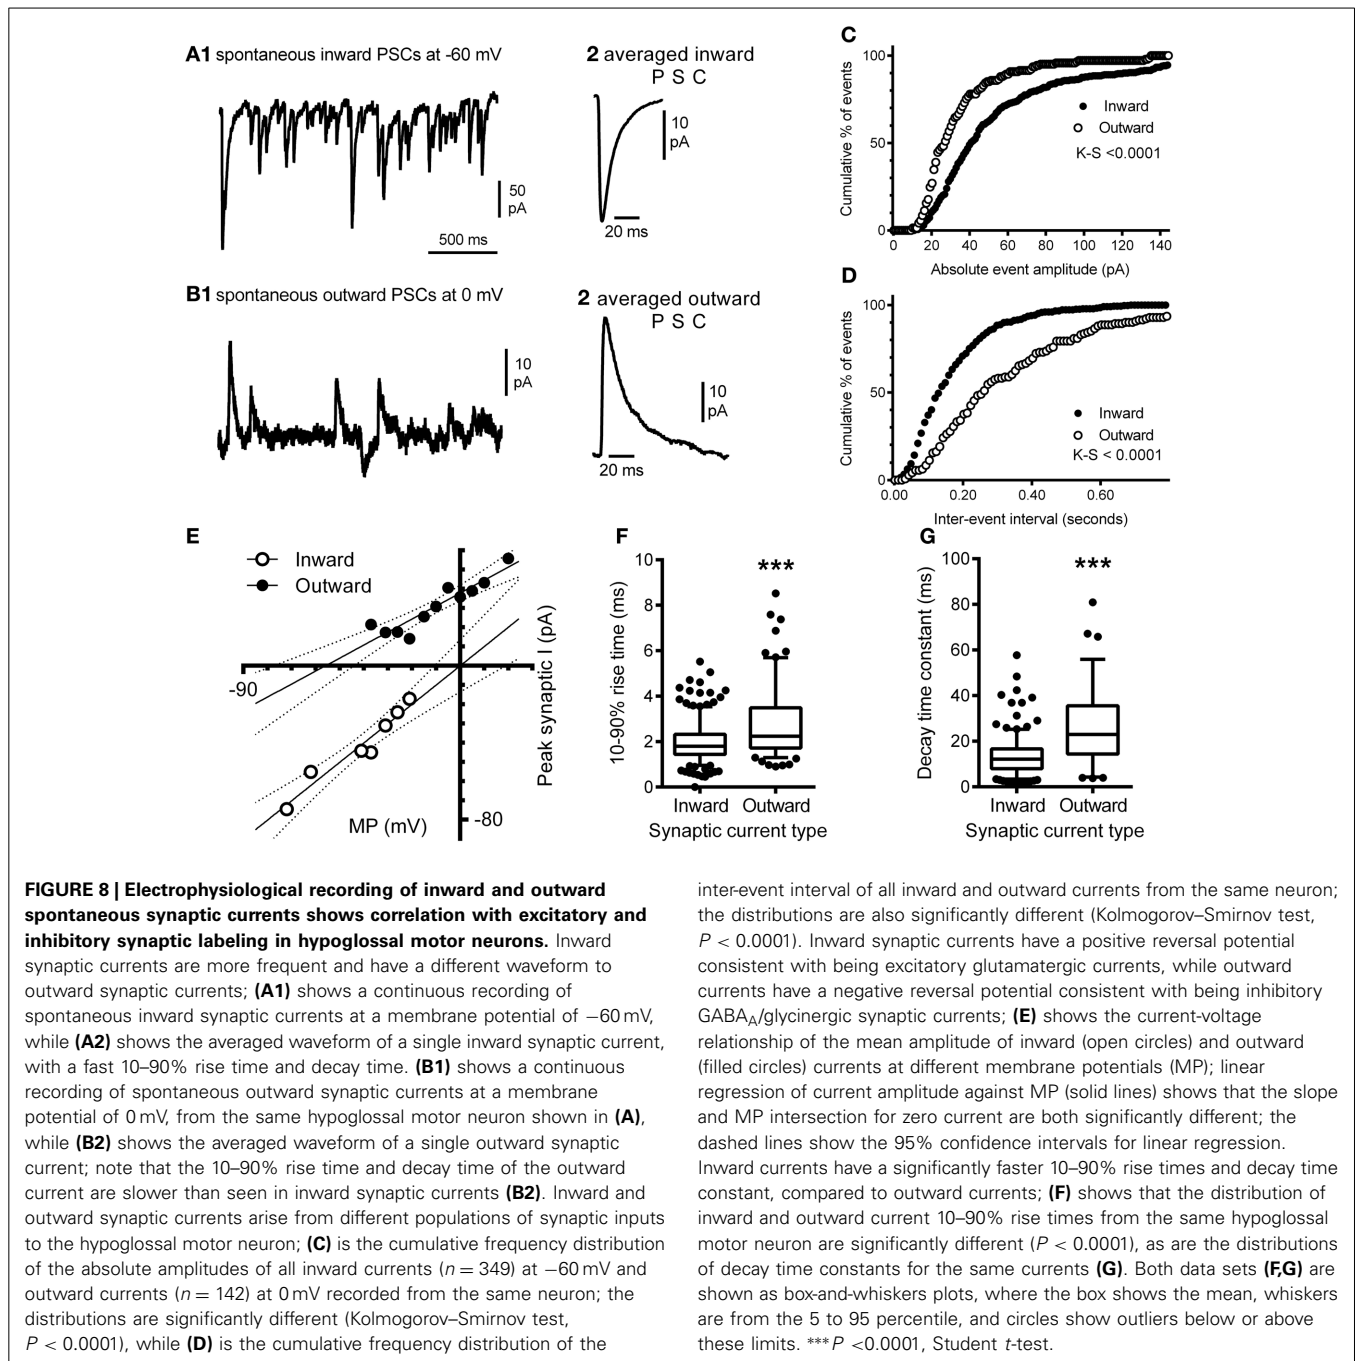 A1 spontaneous inward PSCs at -60 mV
50
pA
500 ms
2 averaged inward
P S C
10
pA
20 ms
B1 spontaneous outward PSCs at 0 mV
10
pA
2 averaged outward
P S C
10
pA
20 ms
C
Cumulative % of events
100
50
0
0 20 40 60 80 100 120 140
Absolute event amplitude (pA)
Inward
Outward
K-S <0.0001
D
Cumulative % of events
100
50
0
0.00 0.20 0.40 0.60
Inter-event interval (seconds)
Inward
Outward
K-S < 0.0001
E
Inward
Outward
-90
-80
MP (mV)
Peak synaptic I (pA)
F
10-90% rise time (ms)
10
8
6
4
2
0
***
Inward Outward
Synaptic current type
G
Decay time constant (ms)
100
80
60
40
20
0
***
Inward Outward
Synaptic current type
FIGURE 8 | Electrophysiological recording of inward and outward
spontaneous synaptic currents shows correlation with excitatory and
inhibitory synaptic labeling in hypoglossal motor neurons. Inward
synaptic currents are more frequent and have a different waveform to
outward synaptic currents; (A1) shows a continuous recording of
spontaneous inward synaptic currents at a membrane potential of −60 mV,
while (A2) shows the averaged waveform of a single inward synaptic current,
with a fast 10–90% rise time and decay time. (B1) shows a continuous
recording of spontaneous outward synaptic currents at a membrane
potential of 0 mV, from the same hypoglossal motor neuron shown in (A),
while (B2) shows the averaged waveform of a single outward synaptic
current; note that the 10–90% rise time and decay time of the outward
current are slower than seen in inward synaptic currents (B2). Inward and
outward synaptic currents arise from different populations of synaptic inputs
to the hypoglossal motor neuron; (C) is the cumulative frequency distribution
of the absolute amplitudes of all inward currents (n = 349) at −60 mV and
outward currents (n = 142) at 0 mV recorded from the same neuron; the
distributions are significantly different (Kolmogorov–Smirnov test,
P < 0.0001), while (D) is the cumulative frequency distribution of the
inter-event interval of all inward and outward currents from the same neuron;
the distributions are also significantly different (Kolmogorov–Smirnov test,
P < 0.0001). Inward synaptic currents have a positive reversal potential
consistent with being excitatory glutamatergic currents, while outward
currents have a negative reversal potential consistent with being inhibitory
GABAA/glycinergic synaptic currents; (E) shows the current-voltage
relationship of the mean amplitude of inward (open circles) and outward
(filled circles) currents at different membrane potentials (MP); linear
regression of current amplitude against MP (solid lines) shows that the slope
and MP intersection for zero current are both significantly different; the
dashed lines show the 95% confidence intervals for linear regression.
Inward currents have a significantly faster 10–90% rise times and decay time
constant, compared to outward currents; (F) shows that the distribution of
inward and outward current 10–90% rise times from the same hypoglossal
motor neuron are significantly different (P < 0.0001), as are the distributions
of decay time constants for the same currents (G). Both data sets (F,G) are
shown as box-and-whiskers plots, where the box shows the mean, whiskers
are from the 5 to 95 percentile, and circles show outliers below or above
these limits. ***P <0.0001, Student t-test.